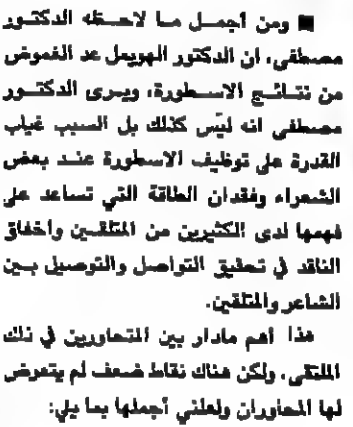 ■ ومن أجمل ما لاحظه الدكتور
مصطفى، ان الدكتور الهويمل عد الغموض
من نتائج الاسطورة، ويرى الدكتور
مصطفى انه ليس كذلك بل السبب غياب
القدرة على توظيف الاسطورة عند بعض
الشعراء وفقدان الطاقة التي تساعد على
فهمها لدى الكثيرين من المتلقين واخفاق
الناقد في تحقيق التواصل والتوصيل بين
الشاعر والمتلقين.
هذا أهم مادار بين المتحاورين في ذلك
الملتقى، ولكن هناك نقاط ضعف لم يتعرض
لها المحاوران ولعلني أجملها بما يلي: